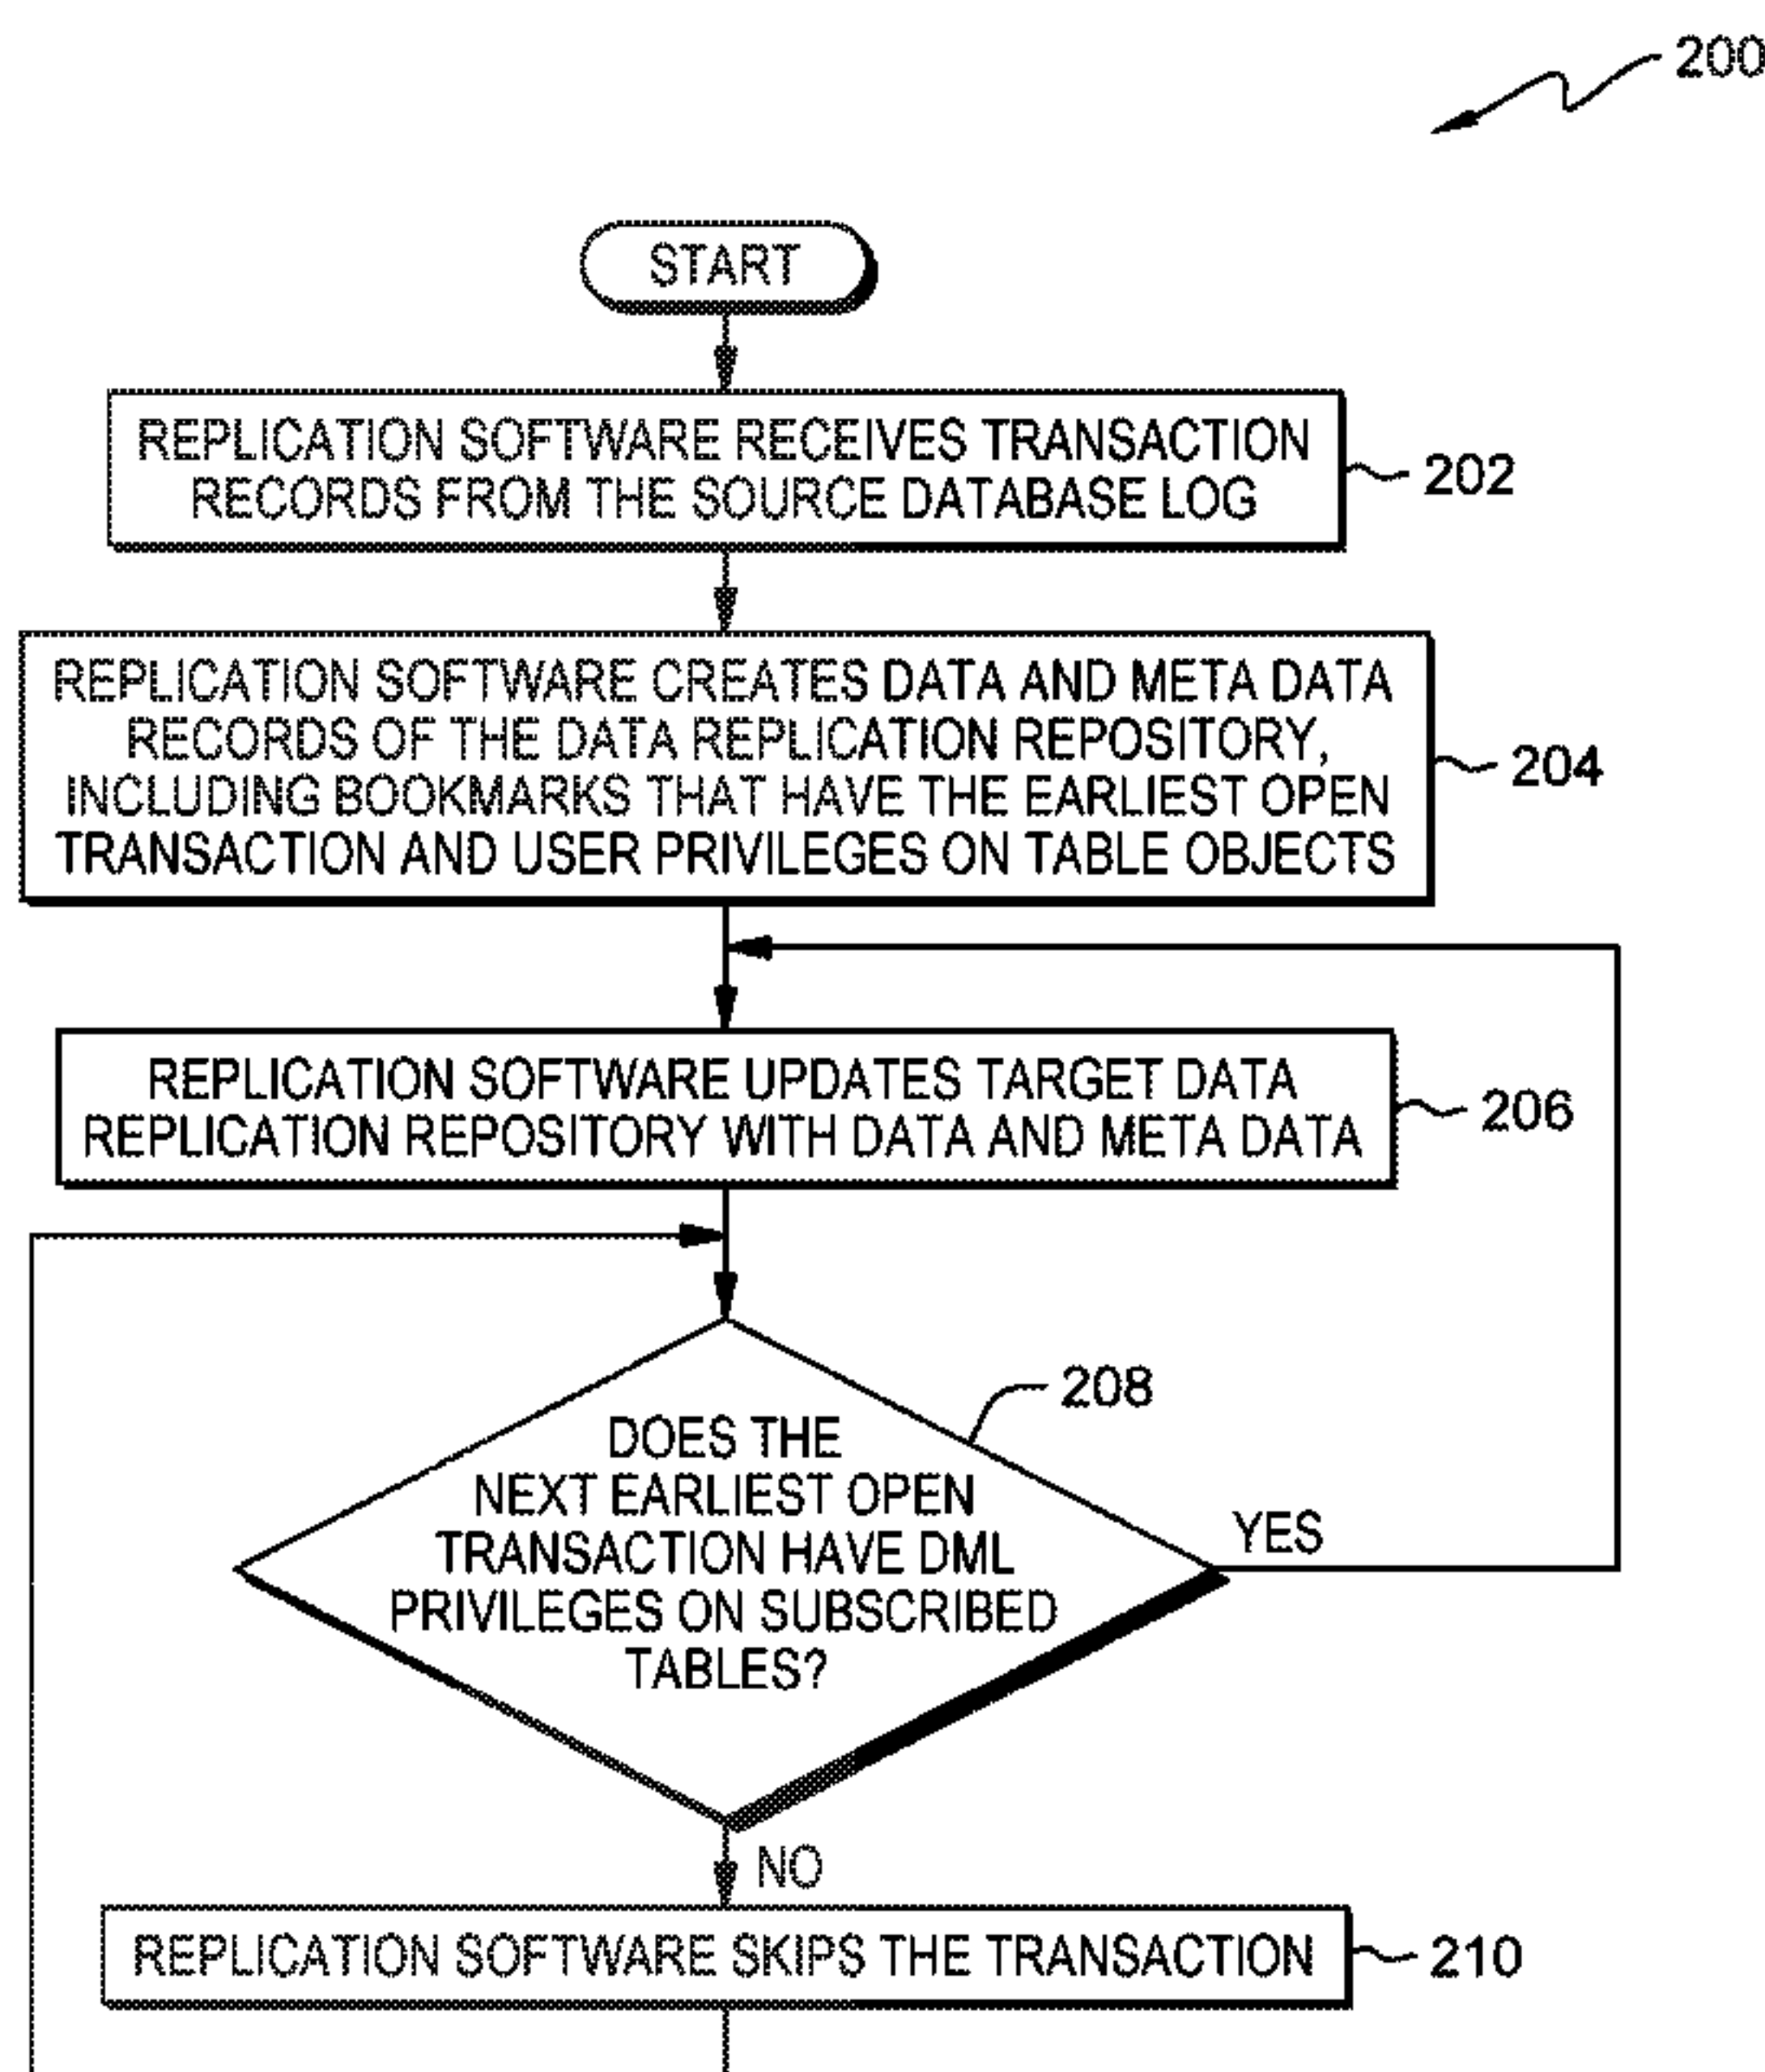 200
START
REPLICATION SOFTWARE RECEIVES TRANSACTION
RECORDS FROM THE SOURCE DATABASE LOG
202
REPLICATION SOFTWARE CREATES DATA AND META DATA
RECORDS OF THE DATA REPLICATION REPOSITORY,
INCLUDING BOOKMARKS THAT HAVE THE EARLIEST OPEN
TRANSACTION AND USER PRIVILEGES ON TABLE OBJECTS
204
REPLICATION SOFTWARE UPDATES TARGET DATA
REPLICATION REPOSITORY WITH DATA AND META DATA
206
208
DOES THE
NEXT EARLIEST OPEN
TRANSACTION HAVE DML
PRIVILEGES ON SUBSCRIBED
TABLES?
YES
NO
REPLICATION SOFTWARE SKIPS THE TRANSACTION
210